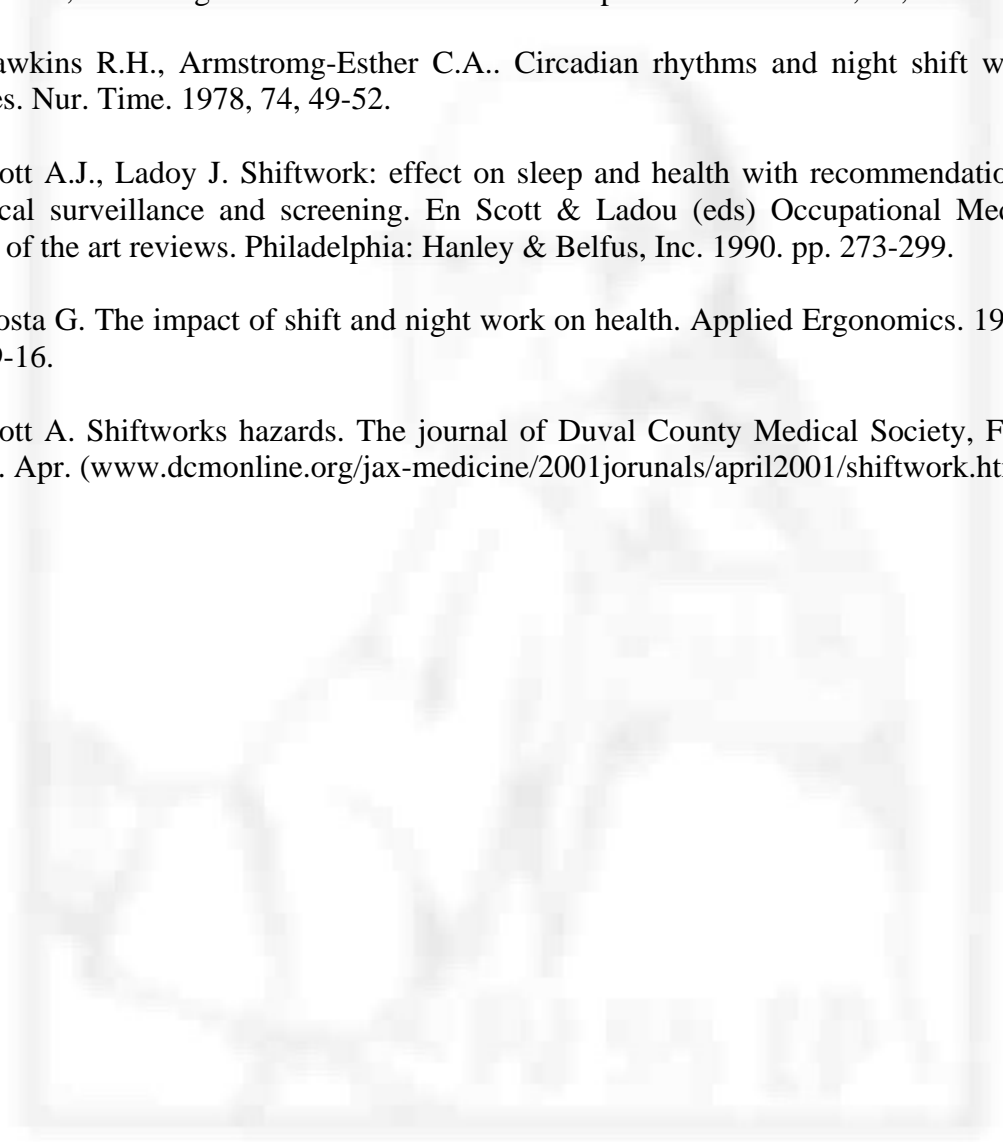 awkins R.H., Armstromg-Esther C.A.. Circadian rhythms and night shift w
es. Nur. Time. 1978, 74, 49-52.
ott A.J., Ladoy J. Shiftwork: effect on sleep and health with recommendatio
cal surveillance and screening. En Scott & Ladou (eds) Occupational Med
of the art reviews. Philadelphia: Hanley & Belfus, Inc. 1990. pp. 273-299.
osta G. The impact of shift and night work on health. Applied Ergonomics. 19
9-16.
ott A. Shiftworks hazards. The journal of Duval County Medical Society, F
. Apr. (www.dcmonline.org/jax-medicine/2001jorunals/april2001/shiftwork.ht